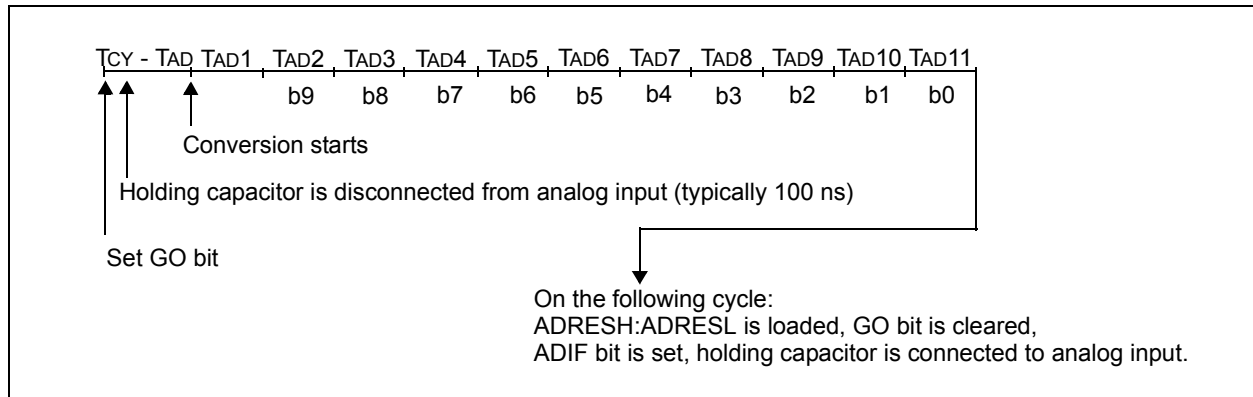 TCY - TAD TAD1 TAD2 TAD3 TAD4 TAD5 TAD6 TAD7 TAD8 TAD9 TAD10 TAD11
b9 b8 b7 b6 b5 b4 b3 b2 b1 b0
Conversion starts
Holding capacitor is disconnected from analog input (typically 100 ns)
Set GO bit
On the following cycle:
ADRESH:ADRESL is loaded, GO bit is cleared,
ADIF bit is set, holding capacitor is connected to analog input.